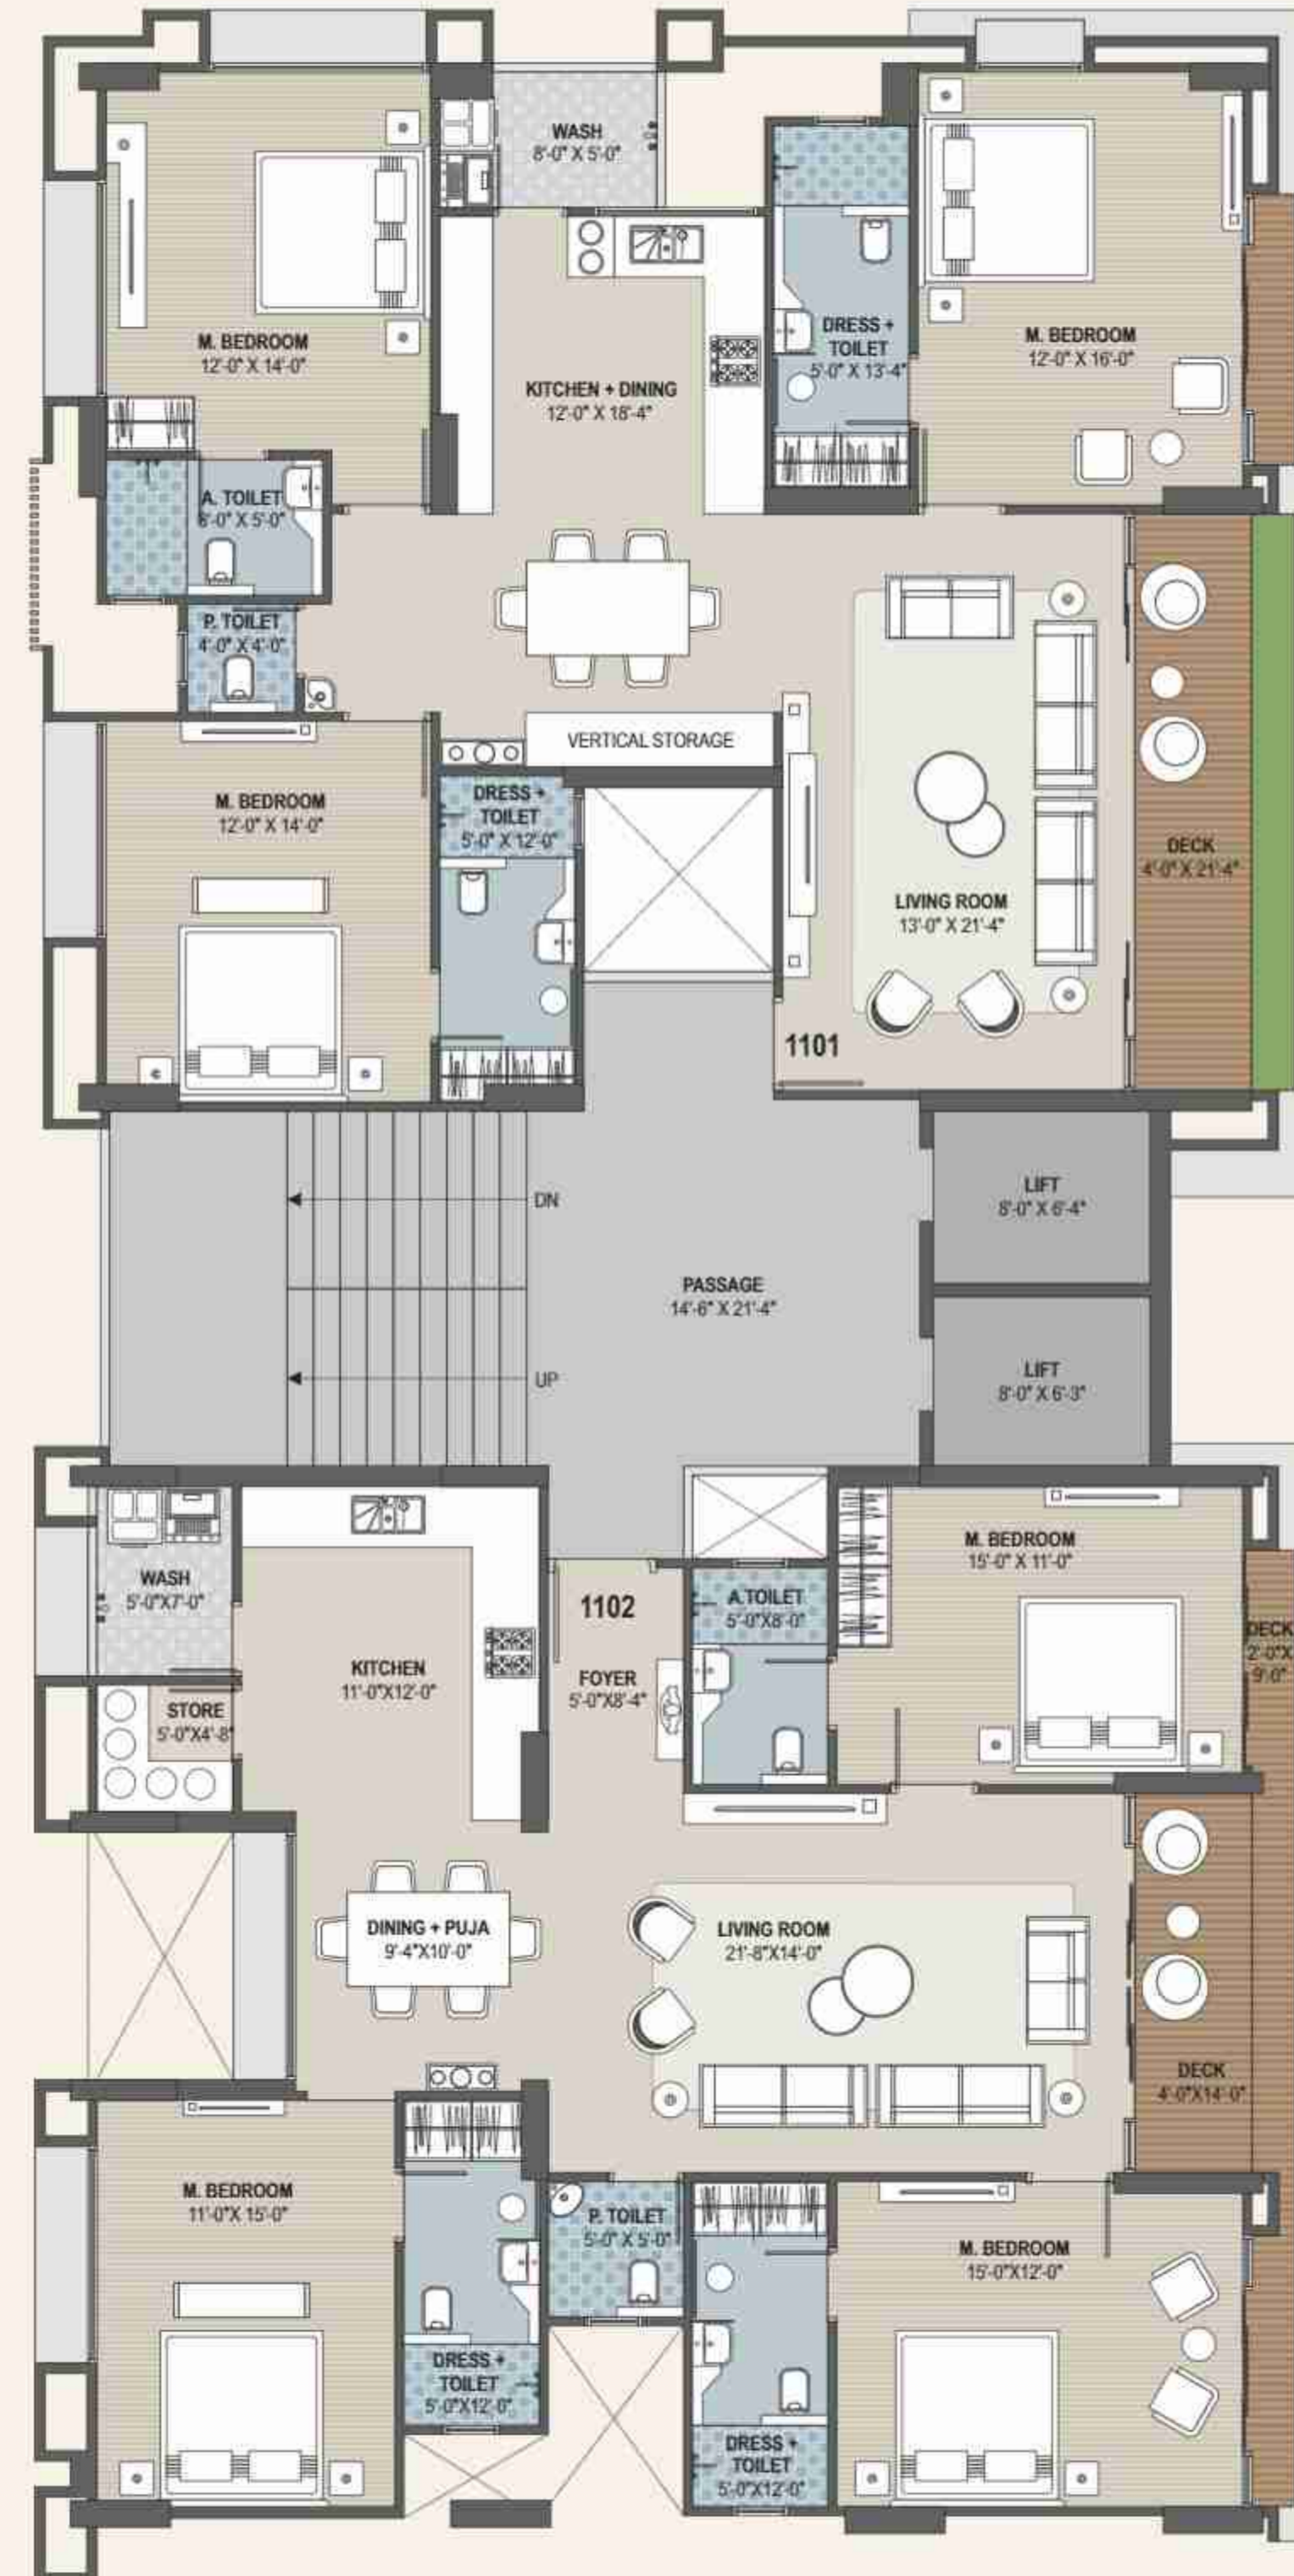 WASH
8'-0" X 5'-0"
M. BEDROOM
12'-0" X 14'-0"
KITCHEN + DINING
12'-0" X 18'-4"
DRESS +
TOILET
5'-0" X 13'-4"
M. BEDROOM
12'-0" X 16'-0"
A. TOILET
8'-0" X 5'-0"
P. TOILET
4'-0" X 4'-0"
VERTICAL STORAGE
M. BEDROOM
12'-0" X 14'-0"
DRESS +
TOILET
5'-0" X 12'-0"
LIVING ROOM
13'-0" X 21'-4"
DECK
4'-0" X 21'-4"
1101
DN
UP
PASSAGE
14'-6" X 21'-4"
LIFT
8'-0" X 6'-4"
LIFT
8'-0" X 6'-3"
WASH
5'-0"X7'-0"
STORE
5'-0"X4'-8"
KITCHEN
11'-0"X12'-0"
1102
FOYER
5'-0"X8'-4"
A.TOILET
5'-0"X8'-0"
M. BEDROOM
15'-0" X 11'-0"
DECK
2'-0"X
9'-0"
DINING + PUJA
9'-4"X10'-0"
LIVING ROOM
21'-8"X14'-0"
DECK
4'-0"X14'-0"
M. BEDROOM
11'-0"X 15'-0"
DRESS +
TOILET
5'-0"X12'-0"
P. TOILET
5'-0" X 5'-0"
DRESS +
TOILET
5'-0"X12'-0"
M. BEDROOM
15'-0"X12'-0"